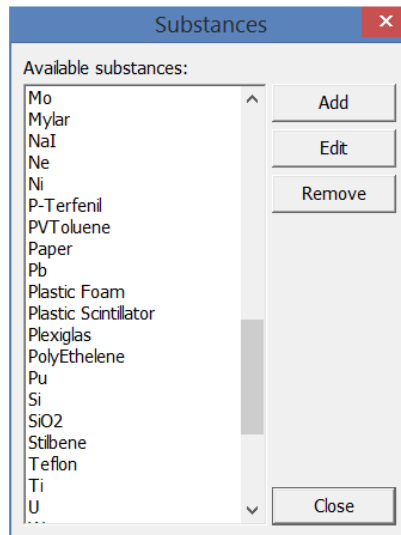 Substances
Available substances:
Mo
Mylar
NaI
Ne
Ni
P-Terfenil
PVToluene
Paper
Pb
Plastic Foam
Plastic Scintillator
Plexiglas
PolyEthelene
Pu
Si
SiO2
Stilbene
Teflon
Ti
U
Add
Edit
Remove
Close